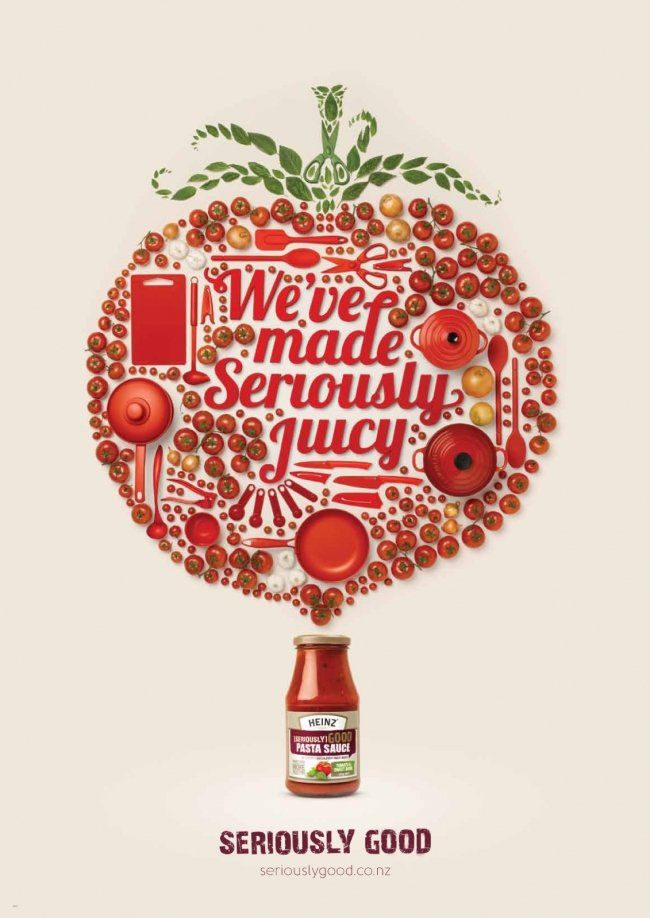 We've
made
Seriously
juicy
HEINZ
[SERIOUSLY] GOOD
PASTA SAUCE
SERIOUSLY GOOD
seriouslygood.co.nz